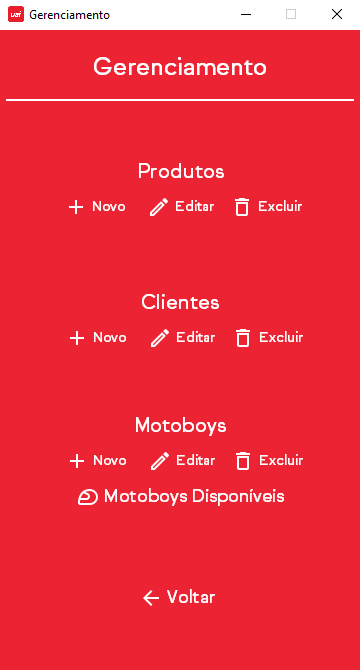 Gerenciamento
Gerenciamento
Produtos
Novo Editar Excluir
Clientes
Novo Editar Excluir
Motoboys
Novo Editar Excluir
Motoboys Disponíveis
Voltar